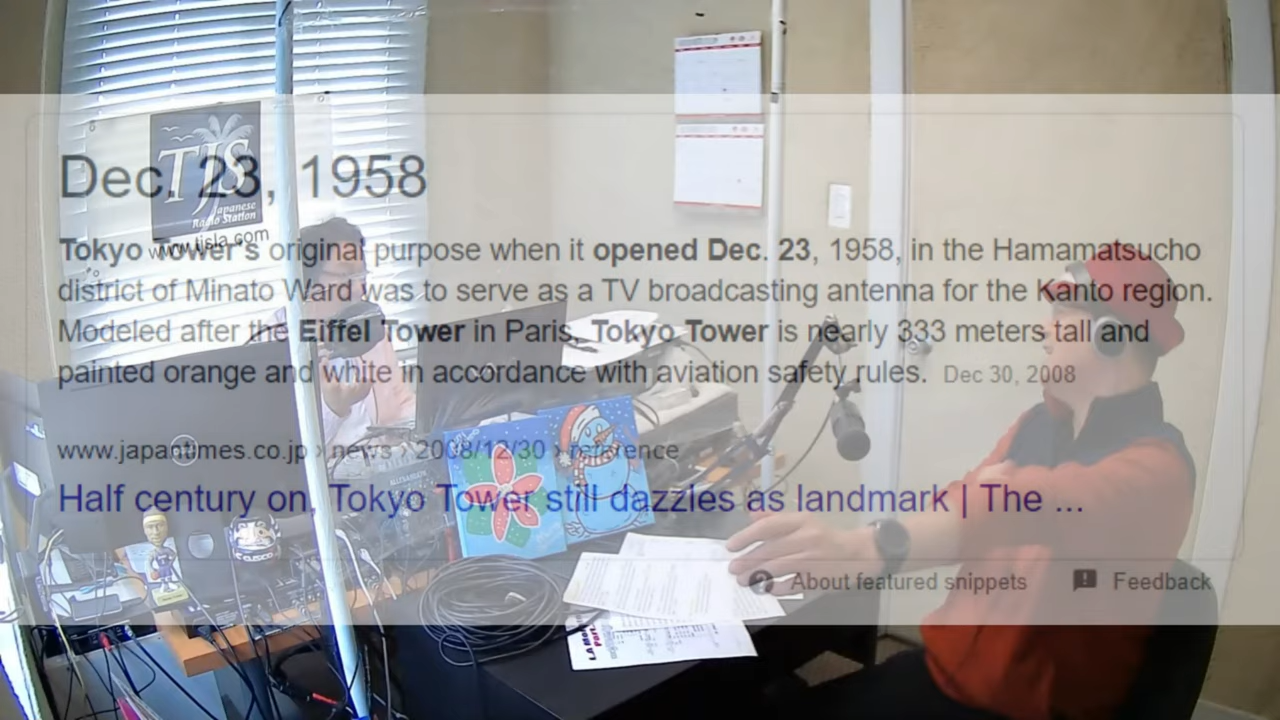 TJS
Japanese
Radio Station
www.tjsla.com
Dec. 23, 1958
Tokyo Tower's original purpose when it opened Dec. 23, 1958, in the Hamamatsucho
district of Minato Ward was to serve as a TV broadcasting antenna for the Kanto region.
Modeled after the Eiffel Tower in Paris, Tokyo Tower is nearly 333 meters tall and
painted orange and white in accordance with aviation safety rules. Dec 30, 2008
www.japantimes.co.jp › news › 2008/12/30 › reference
Half century on, Tokyo Tower still dazzles as landmark | The ...
About featured snippets
Feedback